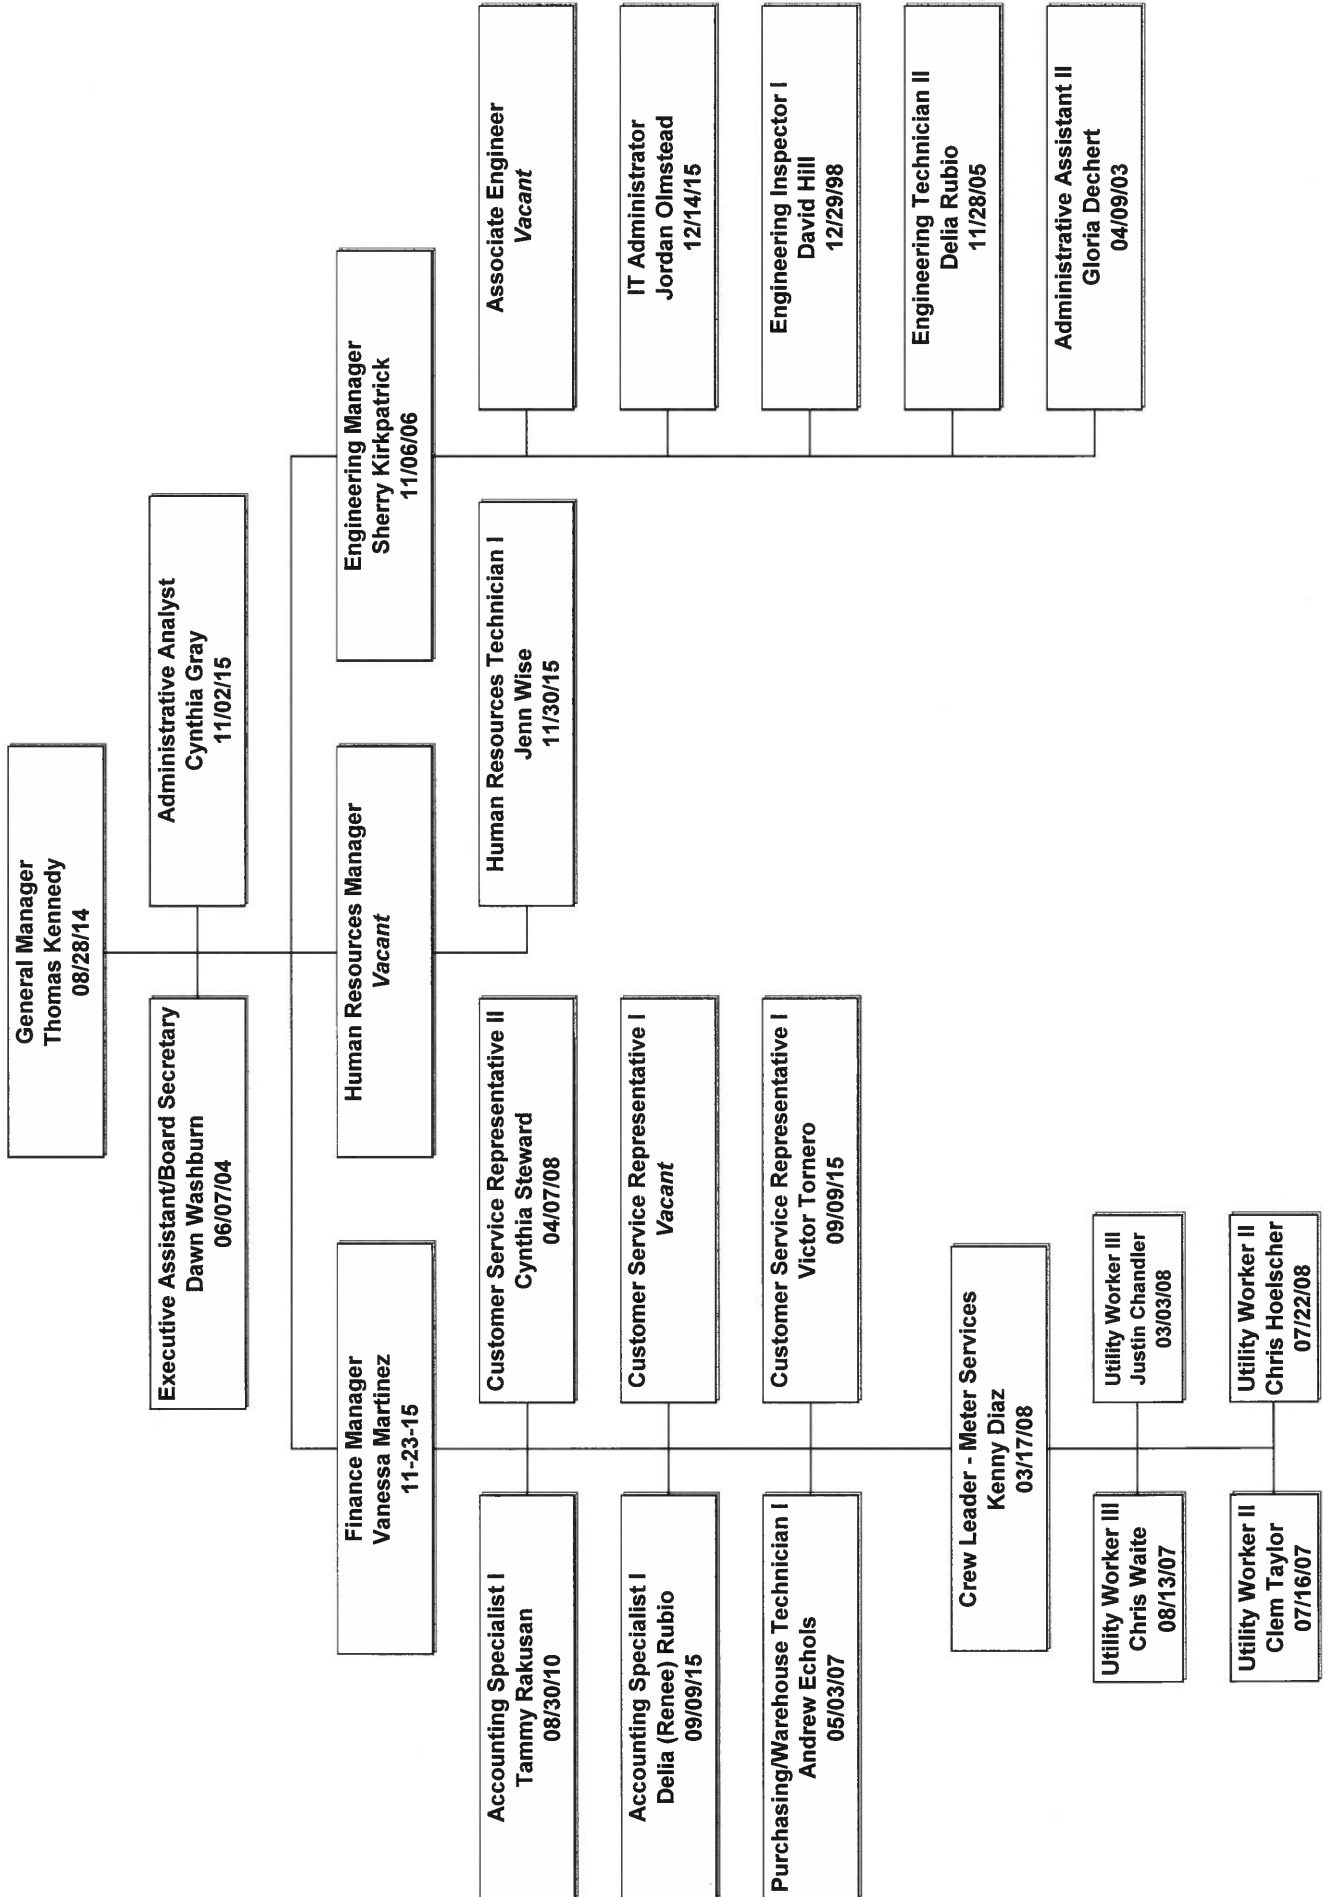 General Manager
Thomas Kennedy
08/28/14
Executive Assistant/Board Secretary
Dawn Washburn
06/07/04
Administrative Analyst
Cynthia Gray
11/02/15
Finance Manager
Vanessa Martinez
11-23-15
Human Resources Manager
Vacant
Engineering Manager
Sherry Kirkpatrick
11/06/06
Accounting Specialist I
Tammy Rakusan
08/30/10
Customer Service Representative II
Cynthia Steward
04/07/08
Human Resources Technician I
Jenn Wise
11/30/15
Associate Engineer
Vacant
Accounting Specialist I
Delia (Renee) Rubio
09/09/15
Customer Service Representative I
Vacant
IT Administrator
Jordan Olmstead
12/14/15
Purchasing/Warehouse Technician I
Andrew Echols
05/03/07
Customer Service Representative I
Victor Tornero
09/09/15
Engineering Inspector I
David Hill
12/29/98
Engineering Technician II
Delia Rubio
11/28/05
Crew Leader - Meter Services
Kenny Diaz
03/17/08
Administrative Assistant II
Gloria Dechert
04/09/03
Utility Worker III
Chris Waite
08/13/07
Utility Worker III
Justin Chandler
03/03/08
Utility Worker II
Clem Taylor
07/16/07
Utility Worker II
Chris Hoelscher
07/22/08